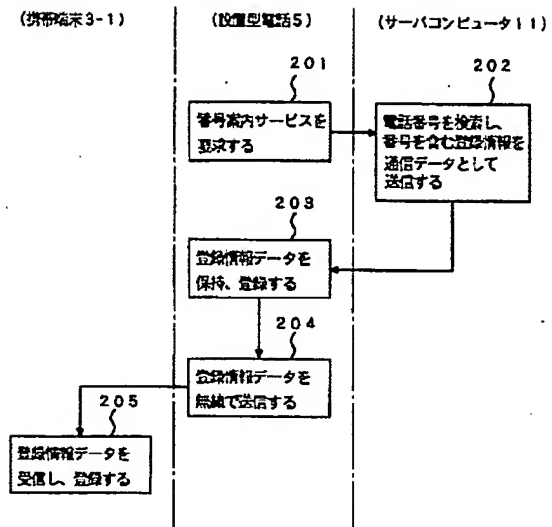 (携帯端末3-1)
(設置型電話5)
(サーバコンピュータ11)
201
番号案内サービスを
要求する
202
電話番号を検索し、
番号を含む登録情報を
通信データとして
送信する
203
登録情報データを
保持、登録する
204
登録情報データを
無線で送信する
205
登録情報データを
受信し、登録する